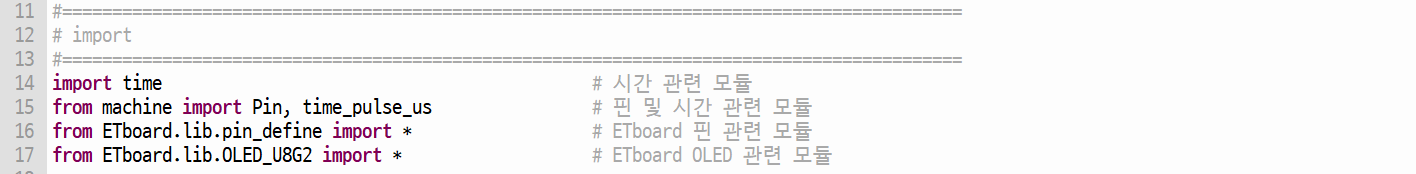 11 #==========================================================================================
12 # import
13 #==========================================================================================
14 import time # 시간 관련 모듈
15 from machine import Pin, time_pulse_us # 핀 및 시간 관련 모듈
16 from ETboard.lib.pin_define import * # ETboard 핀 관련 모듈
17 from ETboard.lib.OLED_U8G2 import * # ETboard OLED 관련 모듈